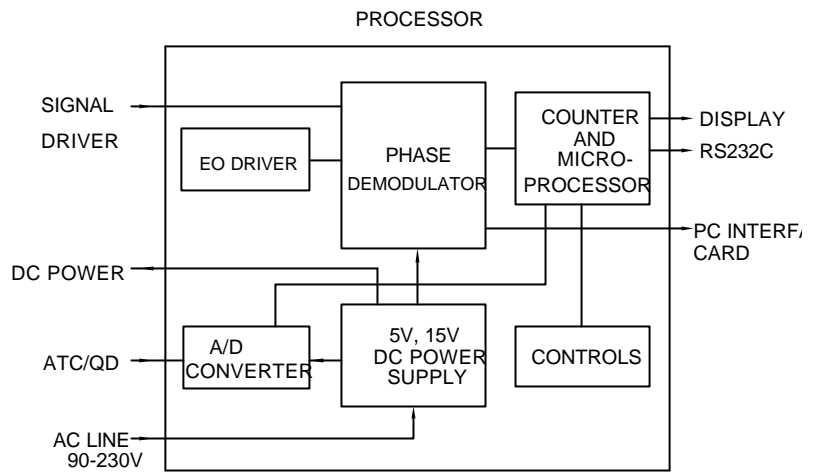 PROCESSOR
SIGNAL
DRIVER
EO DRIVER
PHASE
DEMODULATOR
COUNTER
AND
MICRO-
PROCESSOR
DISPLAY
RS232C
PC INTERFA
CARD
DC POWER
ATC/QD
A/D
CONVERTER
5V, 15V
DC POWER
SUPPLY
CONTROLS
AC LINE
90-230V